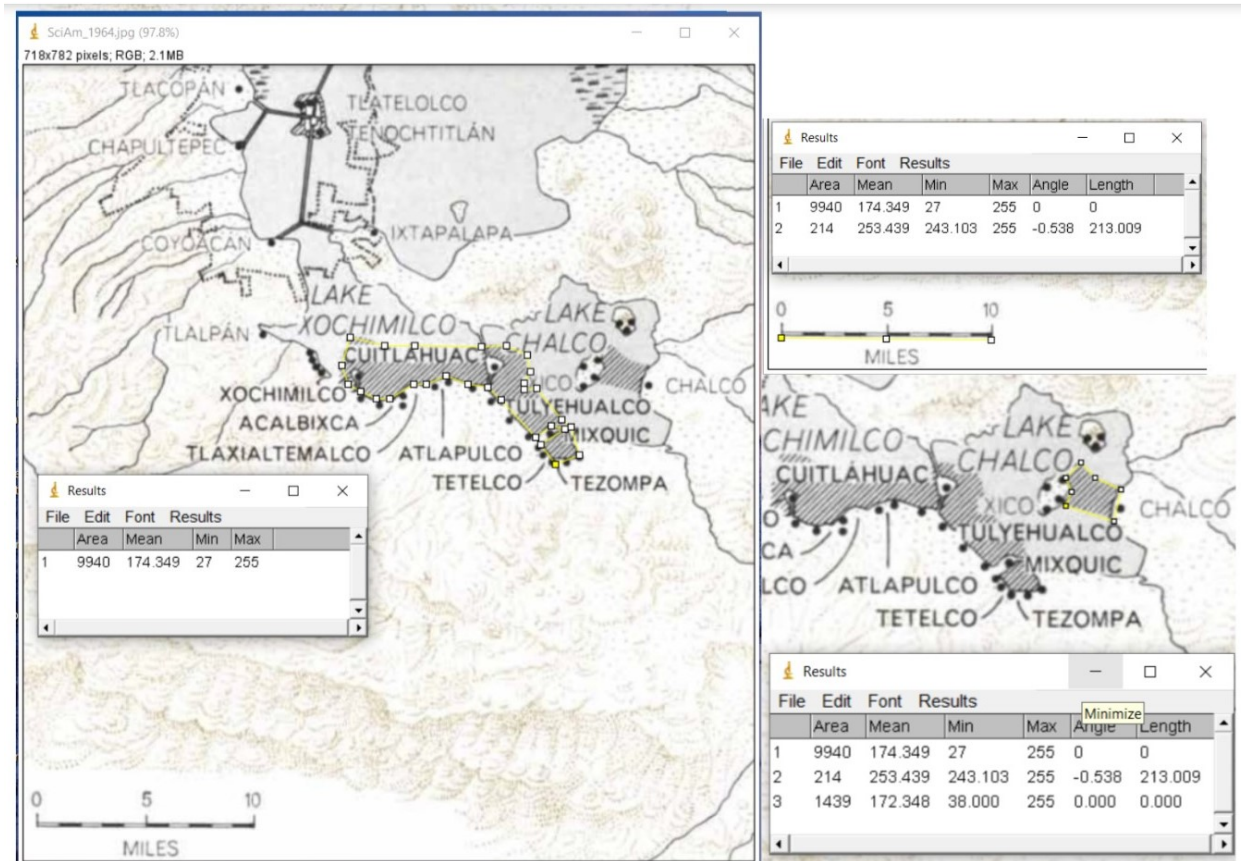 SciAm_1964.jpg (97.8%)
718x782 pixels; RGB; 2.1MB
TLACOPÁN
TLATELOLCO
TENOCHTITLÁN
CHAPULTEPEC
COYOACAN
IXTAPALAPA
LAKE
XOCHIMILCO
LAKE
CHALCO
TLALPÁN
CUITLÁHUAC
XICO
CHALCO
XOCHIMILCO
TULYEHUALCO
ACALBIXCA
MIXQUIC
TLAXIALTEMALCO
ATLAPULCO
TETELCO
TEZOMPA
Results
File Edit Font Results
Area Mean Min Max
1 9940 174.349 27 255
0 5 10
MILES
Results
File Edit Font Results
Area Mean Min Max Angle Length
1 9940 174.349 27 255 0 0
2 214 253.439 243.103 255 -0.538 213.009
0 5 10
MILES
AKE
CHIMILCO
LAKE
CHALCO
CUITLÁHUAC
XICO
CHALCO
O
TULYEHUALCO
CA
MIXQUIC
LCO
ATLAPULCO
TETELCO
TEZOMPA
Results
File Edit Font Results
Minimize
Area Mean Min Max Angle Length
1 9940 174.349 27 255 0 0
2 214 253.439 243.103 255 -0.538 213.009
3 1439 172.348 38.000 255 0.000 0.000